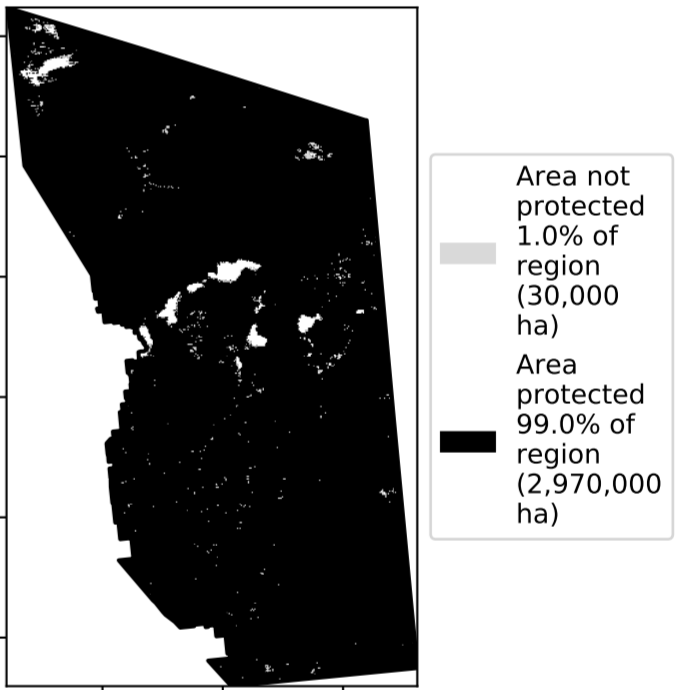 Area not
protected
1.0% of
region
(30,000
ha)
Area
protected
99.0% of
region
(2,970,000
ha)